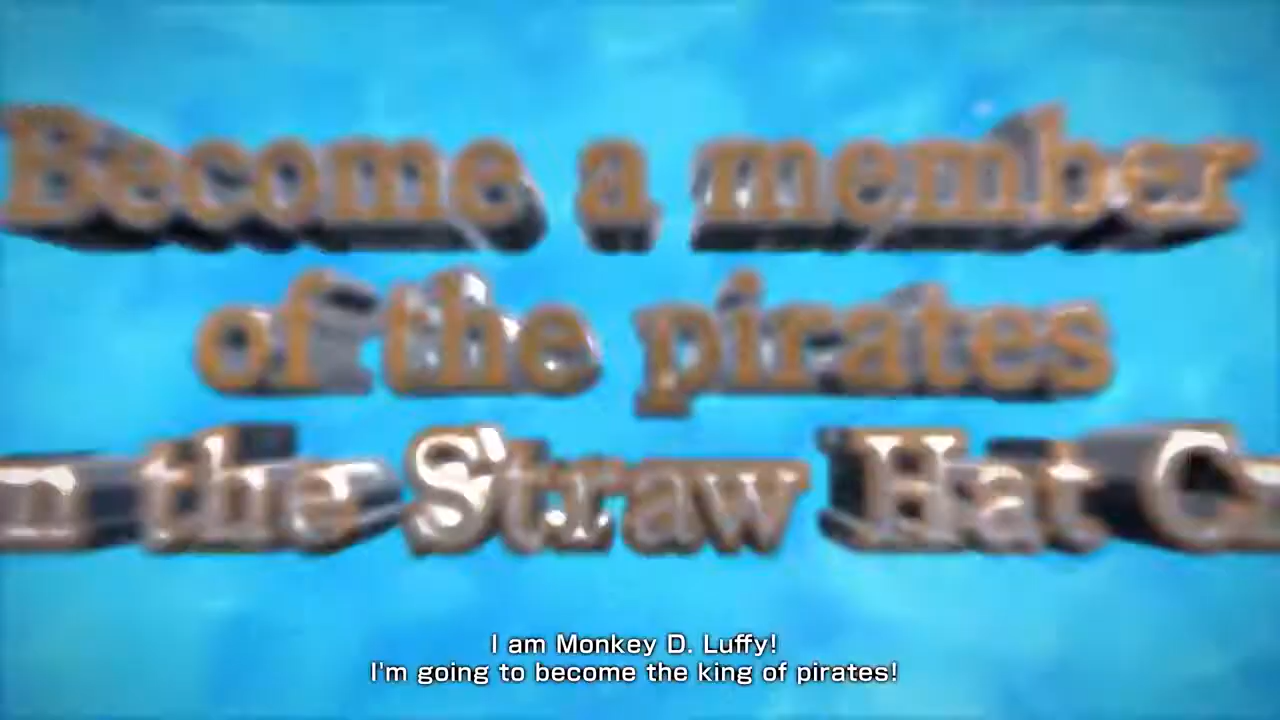 Become a member
of the pirates
n the Straw Hat C
I am Monkey D. Luffy!
I'm going to become the king of pirates!